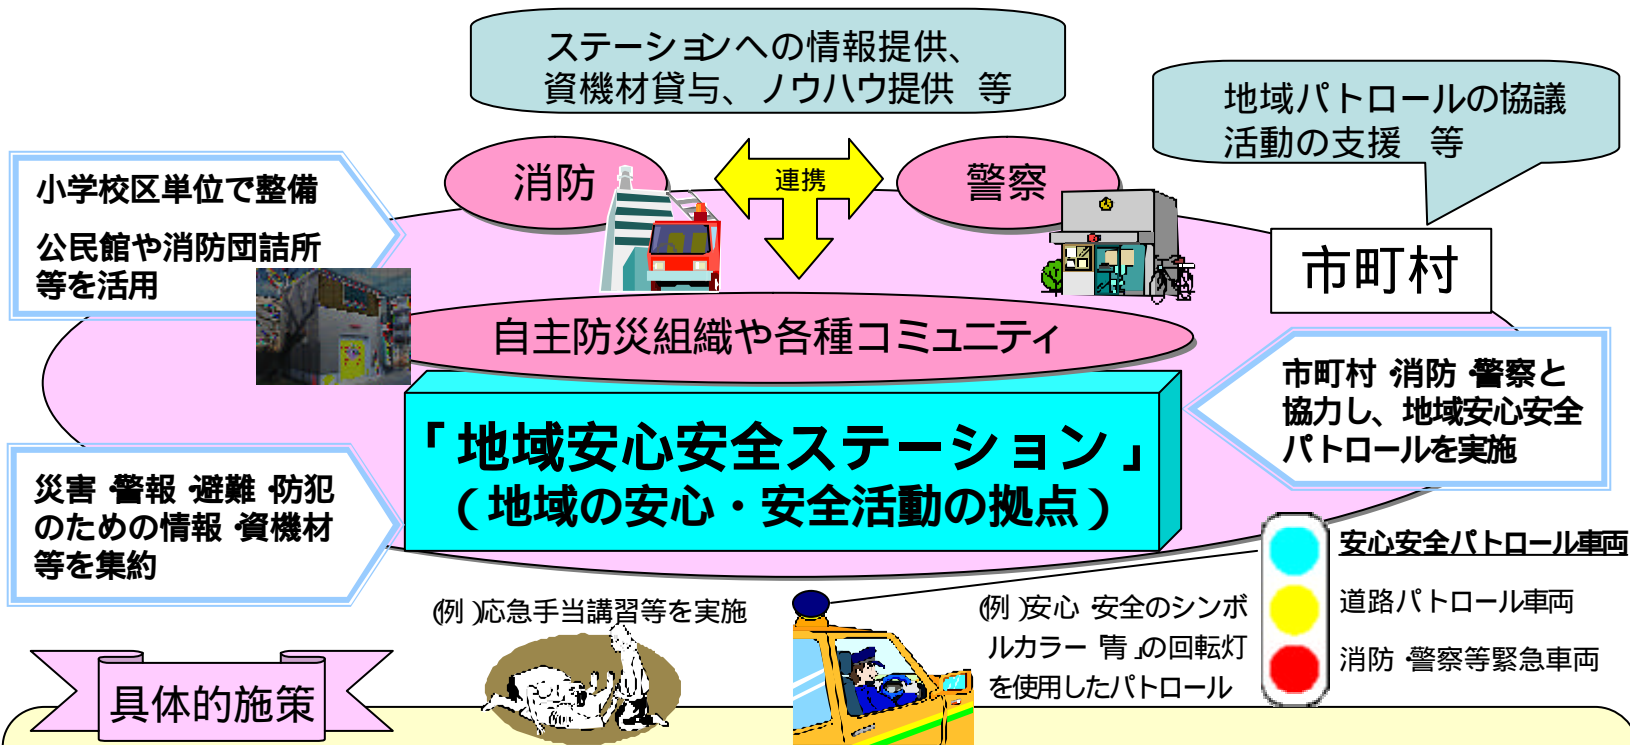 ステーションへの情報提供、
資機材貸与、ノウハウ提供 等
地域パトロールの協議
活動の支援 等
消防
連携
警察
小学校区単位で整備
公民館や消防団詰所
等を活用
市町村
自主防災組織や各種コミュニティ
市町村・消防・警察と
協力し、地域安心安全
パトロールを実施
「地域安心安全ステーション」
(地域の安心・安全活動の拠点)
災害・警報・避難・防犯
のための情報・資機材
等を集約
安心安全パトロール車両
道路パトロール車両
消防・警察等緊急車両
(例)応急手当講習等を実施
(例)安心・安全のシンボ
ルカラー「青」の回転灯
を使用したパトロール
具体的施策